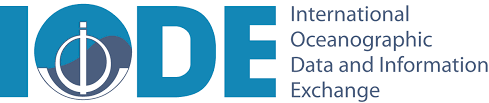 IODE
International
Oceanographic
Data and Information
Exchange